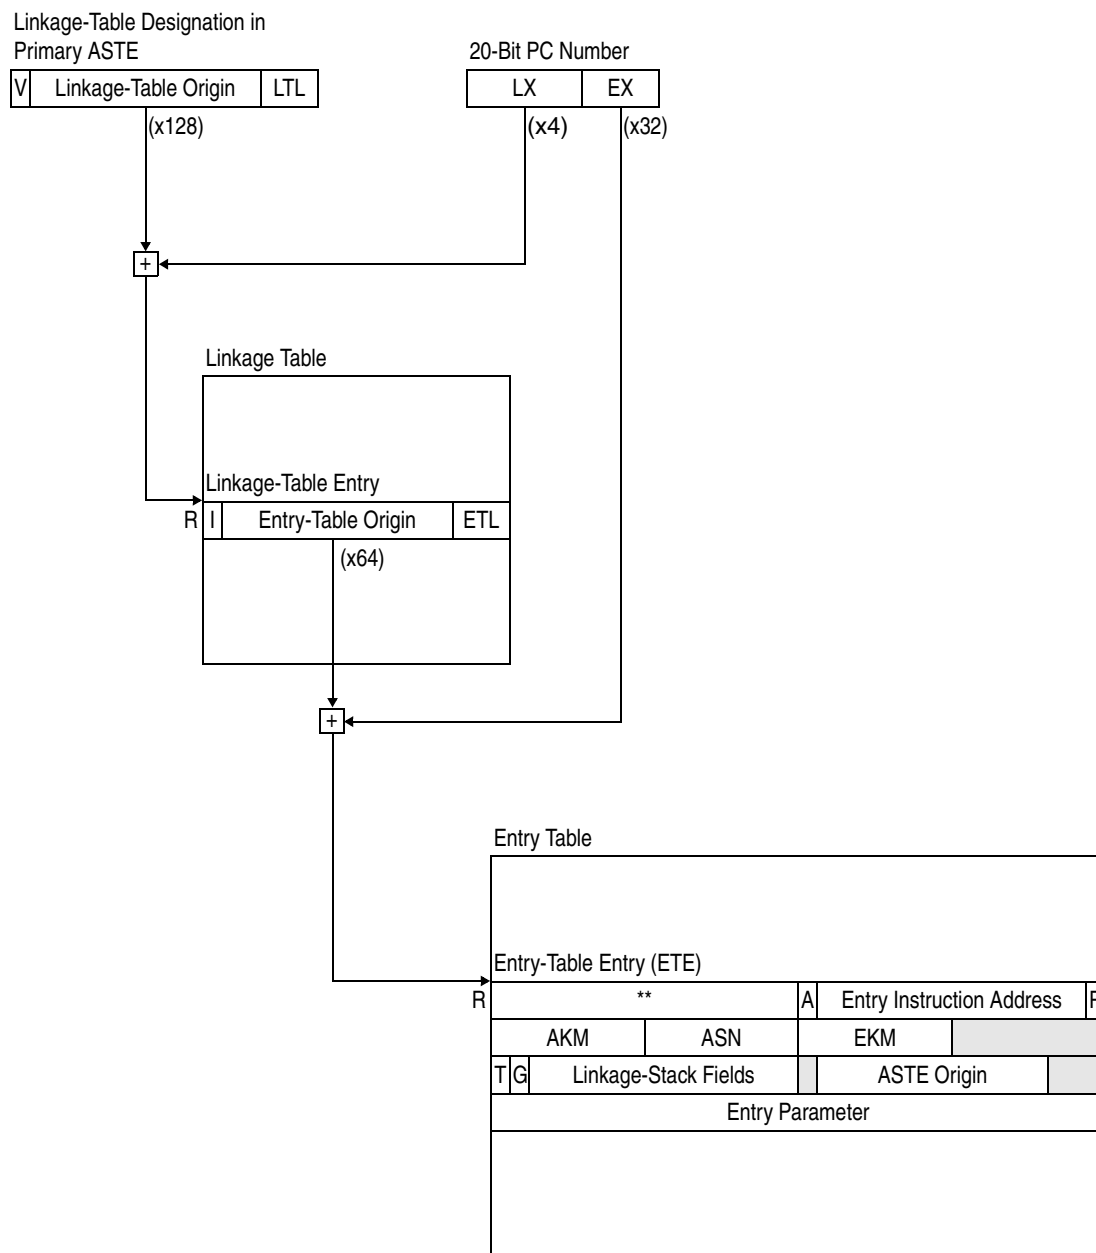 Linkage-Table Designation in
Primary ASTE
20-Bit PC Number
V Linkage-Table Origin LTL
LX EX
(x128)
(x4) (x32)
+
Linkage Table
Linkage-Table Entry
R I Entry-Table Origin ETL
(x64)
+
Entry Table
Entry-Table Entry (ETE)
R ** A Entry Instruction Address
AKM ASN EKM
T G Linkage-Stack Fields ASTE Origin
Entry Parameter